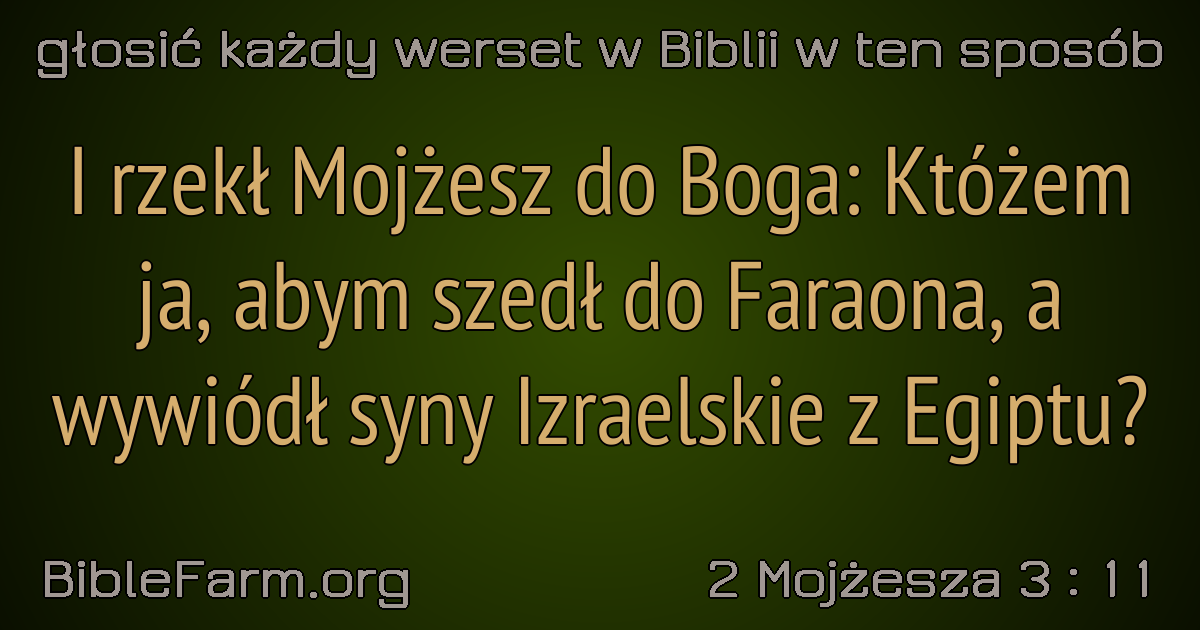 głosić każdy werset w Biblii w ten sposób
I rzekł Mojżesz do Boga: Którzem
ja, abym szedł do Faraona, a
wywiódł syny Izraelskie z Egiptu?
BibleFarm.org
2 Mojżesza 3 : 11